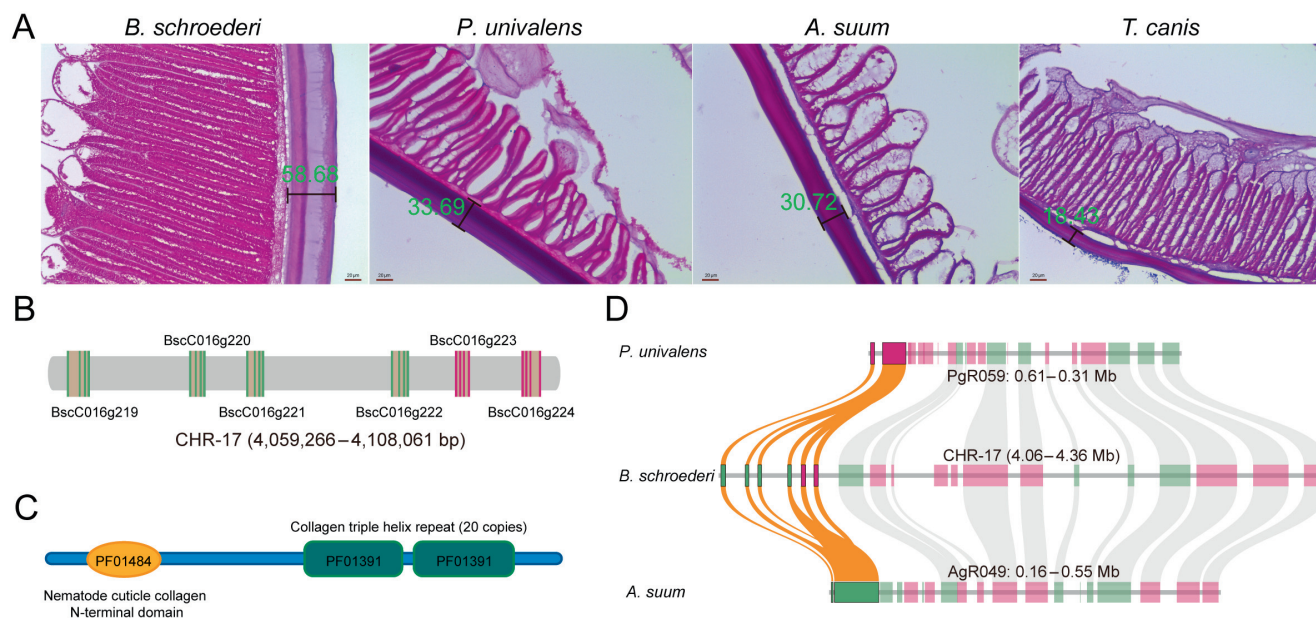 A
B. schroederi
P. univalens
A. suum
T. canis
58.68
33.69
30.72
18.43
20 μm
20 μm
20 μm
20 μm
B
BscC016g220
BscC016g223
BscC016g219
BscC016g221
BscC016g222
BscC016g224
CHR-17 (4,059,266–4,108,061 bp)
C
Collagen triple helix repeat (20 copies)
PF01484
PF01391
PF01391
Nematode cuticle collagen
N-terminal domain
D
P. univalens
PgR059: 0.61–0.31 Mb
CHR-17 (4.06–4.36 Mb)
B. schroederi
AgR049: 0.16–0.55 Mb
A. suum